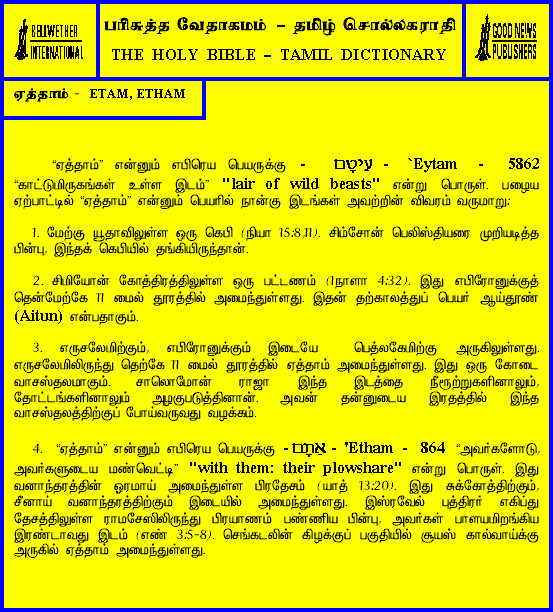 BELLWETHER
INTERNATIONAL
பரிசுத்த வேதாகமம் – தமிழ் சொல்லகராதி
THE HOLY BIBLE – TAMIL DICTIONARY
GOOD NEWS
PUBLISHERS
ஏத்தாம் - ETAM, ETHAM
“ஏத்தாம்” என்னும் எபிரெய பெயருக்கு - עיטם - `Eytam - 5862
“காட்டுமிருகங்கள் உள்ள இடம்” "lair of wild beasts" என்று பொருள். பழைய
ஏற்பாட்டில் “ஏத்தாம்” என்னும் பெயரில் நான்கு இடங்கள் அவற்றின் விவரம் வருமாறு:
1. மேற்கு யூதாவிலுள்ள ஒரு கெபி (நியா 15:8,11). சிம்சோன் பெலிஸ்தியரை முறியடித்த
பின்பு, இந்தக் கெபியில் தங்கியிருந்தான்.
2. சிமியோன் கோத்திரத்திலுள்ள ஒரு பட்டணம் (1நாளா 4:32). இது எபிரோனுக்குத்
தென்மேற்கே 11 மைல் தூரத்தில் அமைந்துள்ளது. இதன் தற்காலத்துப் பெயர் ஆய்தூண்
(Aitun) என்பதாகும்.
3. எருசலேமிற்கும், எபிரோனுக்கும் இடையே பெத்லகேமிற்கு அருகிலுள்ளது.
எருசலேமிலிருந்து தெற்கே 11 மைல் தூரத்தில் ஏத்தாம் அமைந்துள்ளது. இது ஒரு கோடை
வாசஸ்தலமாகும். சாலொமோன் ராஜா இந்த இடத்தை நீரூற்றுகளினாலும்,
தோட்டங்களினாலும் அழகுபடுத்தினான். அவன் தன்னுடைய இரதத்தில் இந்த
வாசஸ்தலத்திற்குப் போய்வருவது வழக்கம்.
4. “ஏத்தாம்” என்னும் எபிரெய பெயருக்கு - אתם - 'Etham - 864 “அவர்களோடு,
அவர்களுடைய மண்வெட்டி” "with them: their plowshare" என்று பொருள். இது
வனாந்தரத்தின் ஓரமாய் அமைந்துள்ள பிரதேசம் (யாத் 13:20). இது சுக்கோத்திற்கும்,
சீனாய் வனாந்தரத்திற்கும் இடையில் அமைந்துள்ளது. இஸ்ரவேல் புத்திரர் எகிப்து
தேசத்திலுள்ள ராமசேஸிலிருந்து பிரயாணம் பண்ணிய பின்பு, அவர்கள் பாளயமிறங்கிய
இரண்டாவது இடம் (எண் 3:5-8). செங்கடலின் கிழக்குப் பகுதியில் சூயஸ் கால்வாய்க்கு
அருகில் ஏத்தாம் அமைந்துள்ளது.